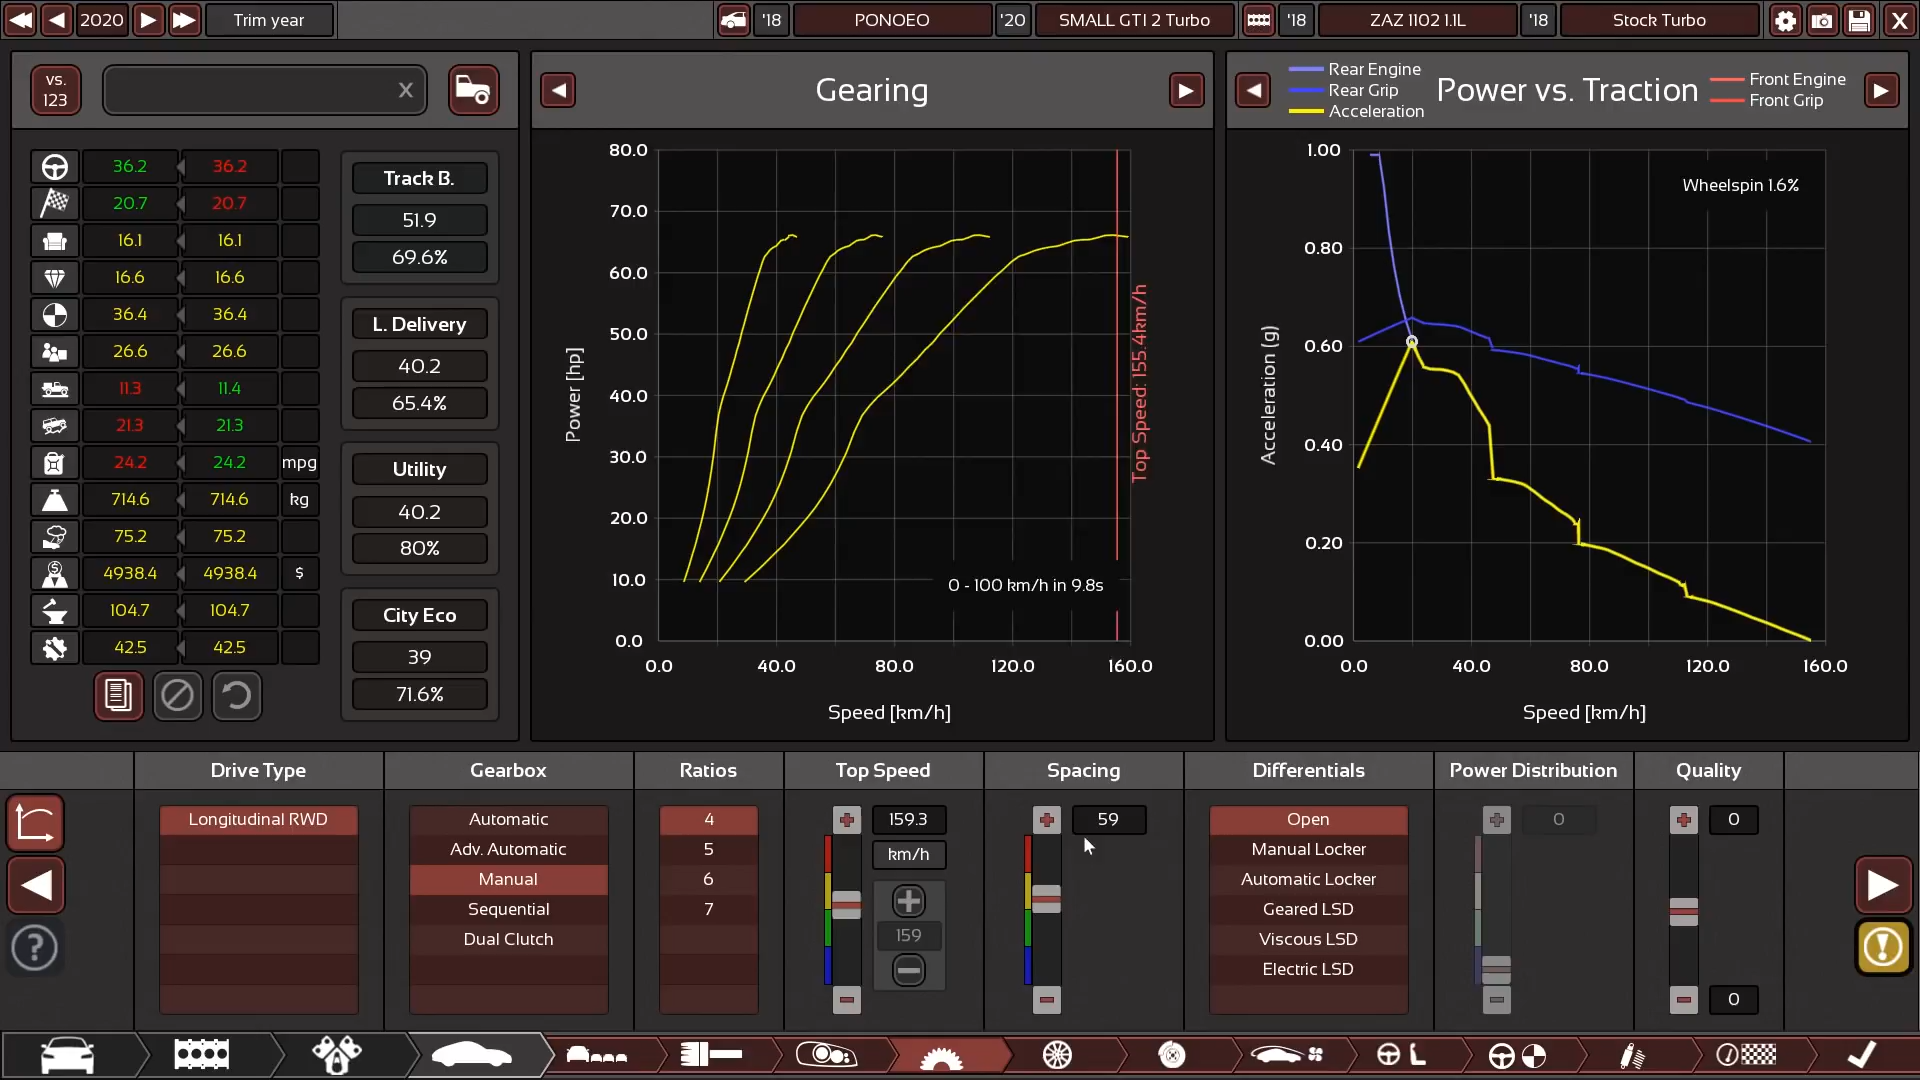 2020
Trim year
'18
PONOEO
'20
SMALL GTI 2 Turbo
'18
ZAZ 1102 1.1L
'18
Stock Turbo
X
vs.
123
x
36.2 36.2
20.7 20.7
16.1 16.1
16.6 16.6
36.4 36.4
26.6 26.6
11.3 11.4
21.3 21.3
24.2 24.2 mpg
714.6 714.6 kg
75.2 75.2
4938.4 4938.4 $
104.7 104.7
42.5 42.5
Track B.
51.9
69.6%
L. Delivery
40.2
65.4%
Utility
40.2
80%
City Eco
39
71.6%
Gearing
80.0
70.0
60.0
50.0
40.0
30.0
20.0
10.0
0.0
Power [hp]
Top Speed: 155.4km/h
0 - 100 km/h in 9.8s
0.0 40.0 80.0 120.0 160.0
Speed [km/h]
Rear Engine
Rear Grip
Acceleration
Power vs. Traction
Front Engine
Front Grip
Wheelspin 1.6%
1.00
0.80
0.60
0.40
0.20
0.00
Acceleration (g)
0.0 40.0 80.0 120.0 160.0
Speed [km/h]
Drive Type
Longitudinal RWD
Gearbox
Automatic
Adv. Automatic
Manual
Sequential
Dual Clutch
Ratios
4
5
6
7
Top Speed
159.3
km/h
159
Spacing
59
Differentials
Open
Manual Locker
Automatic Locker
Geared LSD
Viscous LSD
Electric LSD
Power Distribution
0
Quality
0
0